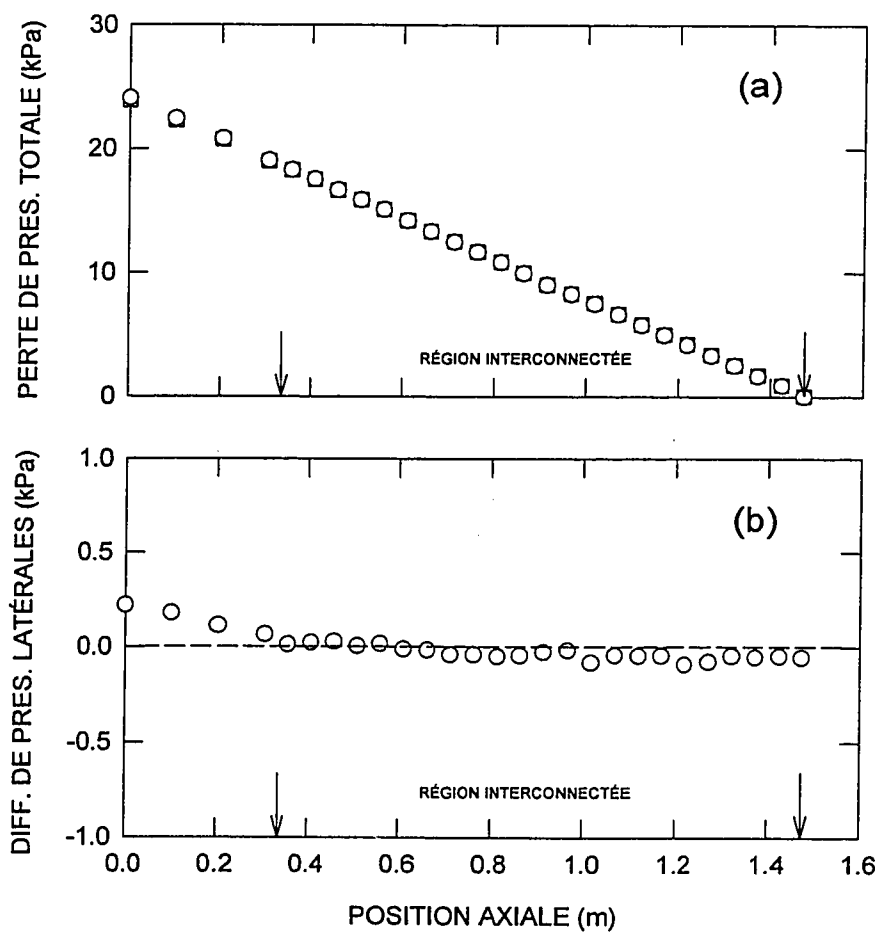 PERTE DE PRES. TOTALE (kPa)
30
20
10
0
(a)
RÉGION INTERCONNECTÉE
DIFF. DE PRES. LATÉRALES (kPa)
1.0
0.5
0.0
-0.5
-1.0
(b)
RÉGION INTERCONNECTÉE
0.0 0.2 0.4 0.6 0.8 1.0 1.2 1.4 1.6
POSITION AXIALE (m)